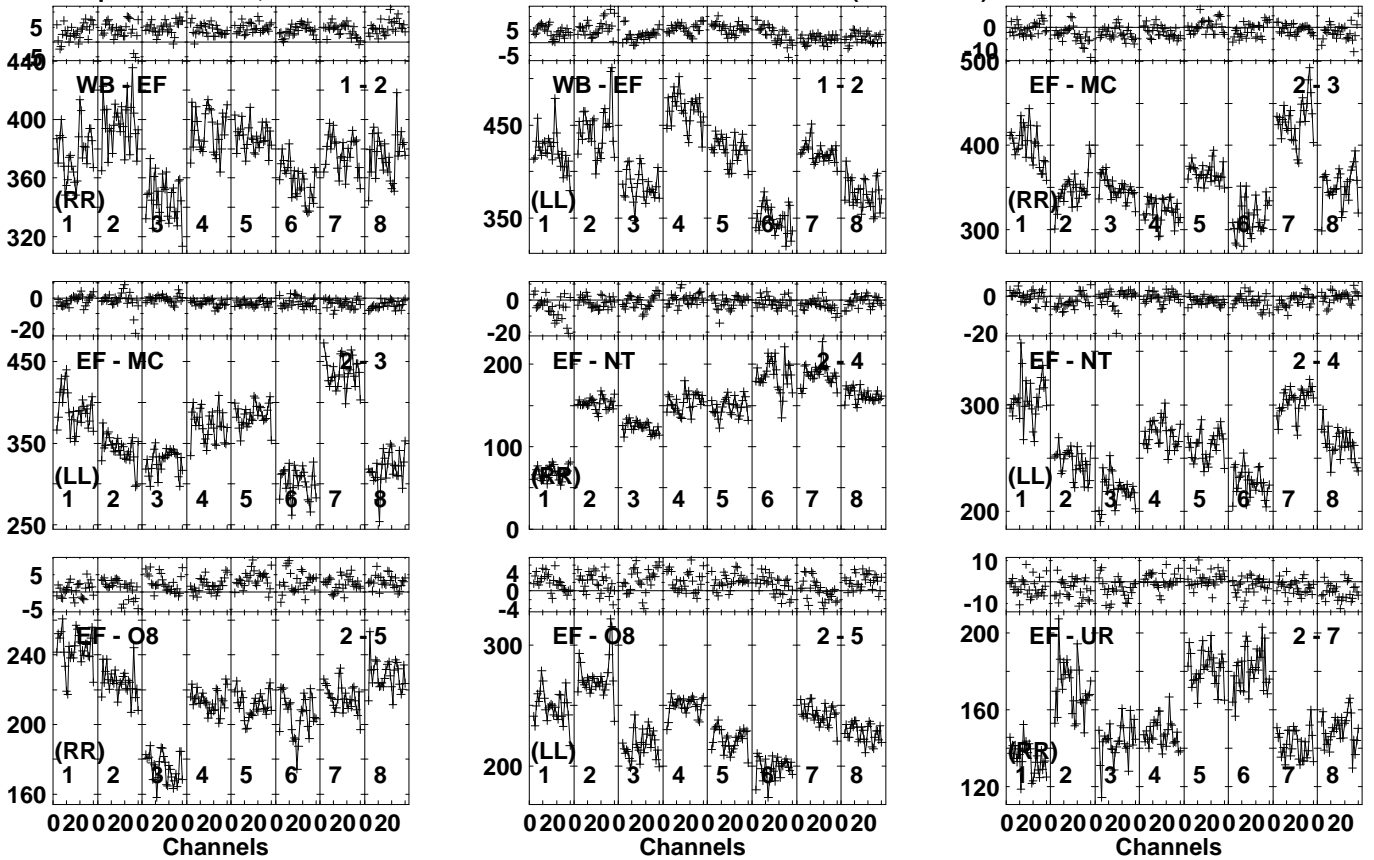 5 5 0
-5 -5 -10
440 500
WB - EF 1 - 2 WB - EF 1 - 2 EF - MC 2 - 3
400 450 400
360
(RR) (LL) (RR)
1 2 3 4 5 6 7 8 350 1 2 3 4 5 6 7 8 300 1 2 3 4 5 6 7 8
320
0 0 0
-20 -20 -20
450 EF - MC 2 - 3 200 EF - NT 2 - 4 EF - NT 2 - 4
300
350 100
(LL) (RR) (LL)
1 2 3 4 5 6 7 8 1 2 3 4 5 6 7 8 200 1 2 3 4 5 6 7 8
250 0
5 4 10
-5 0 -10
-4
EF - O8 2 - 5 300 EF - O8 2 - 5 200 EF - UR 2 - 7
240
200 160
(RR) (LL) (RR)
1 2 3 4 5 6 7 8 200 1 2 3 4 5 6 7 8 120 1 2 3 4 5 6 7 8
160
0 20 0 20 0 20 0 20 0 20 0 20 0 20 0 20 0 20 0 20 0 20 0 20 0 20 0 20 0 20 0 20 0 20 0 20 0 20 0 20 0 20 0 20 0 20 0 20
Channels Channels Channels